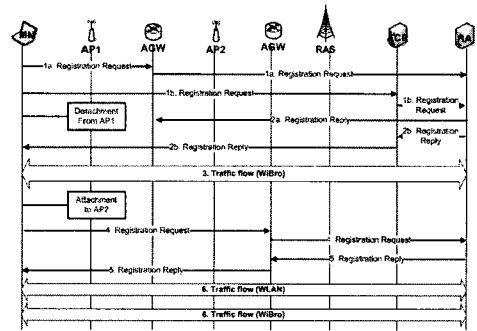 MN
AP1
AGW
AP2
AGW
RAS
HA
1a. Registration Request
1a. Registration Request
1b. Registration Request
1b. Registration
Request
Detachment
From AP1
2a. Registration Reply
2b. Registration
Reply
2b. Registration Reply
3. Traffic flow (WiBro)
Attachment
to AP2
4. Registration Request
Registration Request
5. Registration Reply
5. Registration Reply
6. Traffic flow (WLAN)
6. Traffic flow (WiBro)